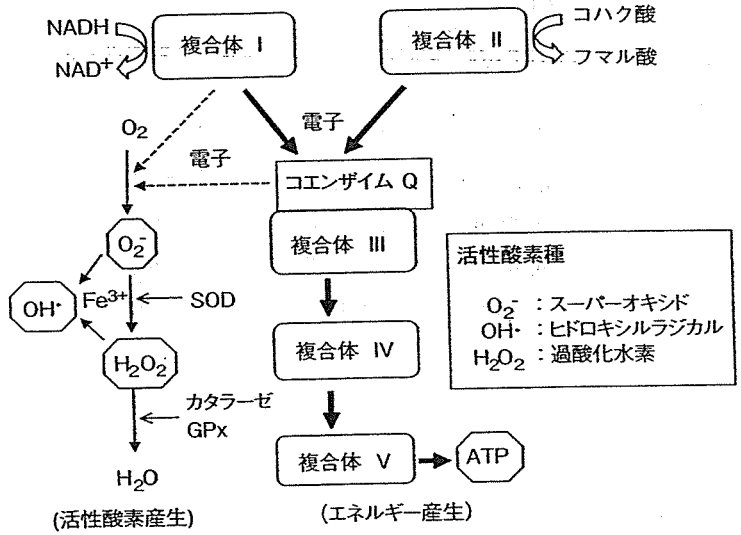 NADH
NAD⁺
複合体 I
複合体 II
コハク酸
フマル酸
電子
O₂
電子
コエンザイム Q
複合体 III
O₂⁻
OH・
Fe³⁺
SOD
H₂O₂
複合体 IV
カタラーゼ
GPx
H₂O
複合体 V
ATP
(活性酸素産生)
(エネルギー産生)
活性酸素種
O₂⁻ : スーパーオキシド
OH・ : ヒドロキシルラジカル
H₂O₂ : 過酸化水素